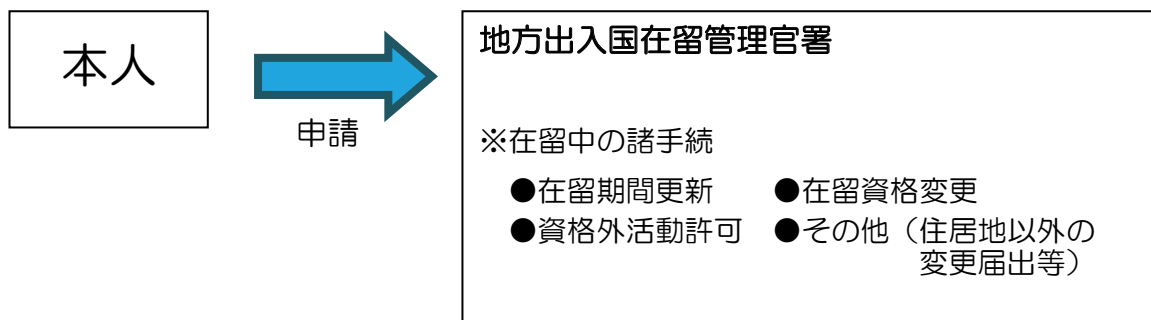 本人
申請
地方出入国在留管理官署
※在留中の諸手続
●在留期間更新 ●在留資格変更
●資格外活動許可 ●その他（住居地以外の
変更届出等）